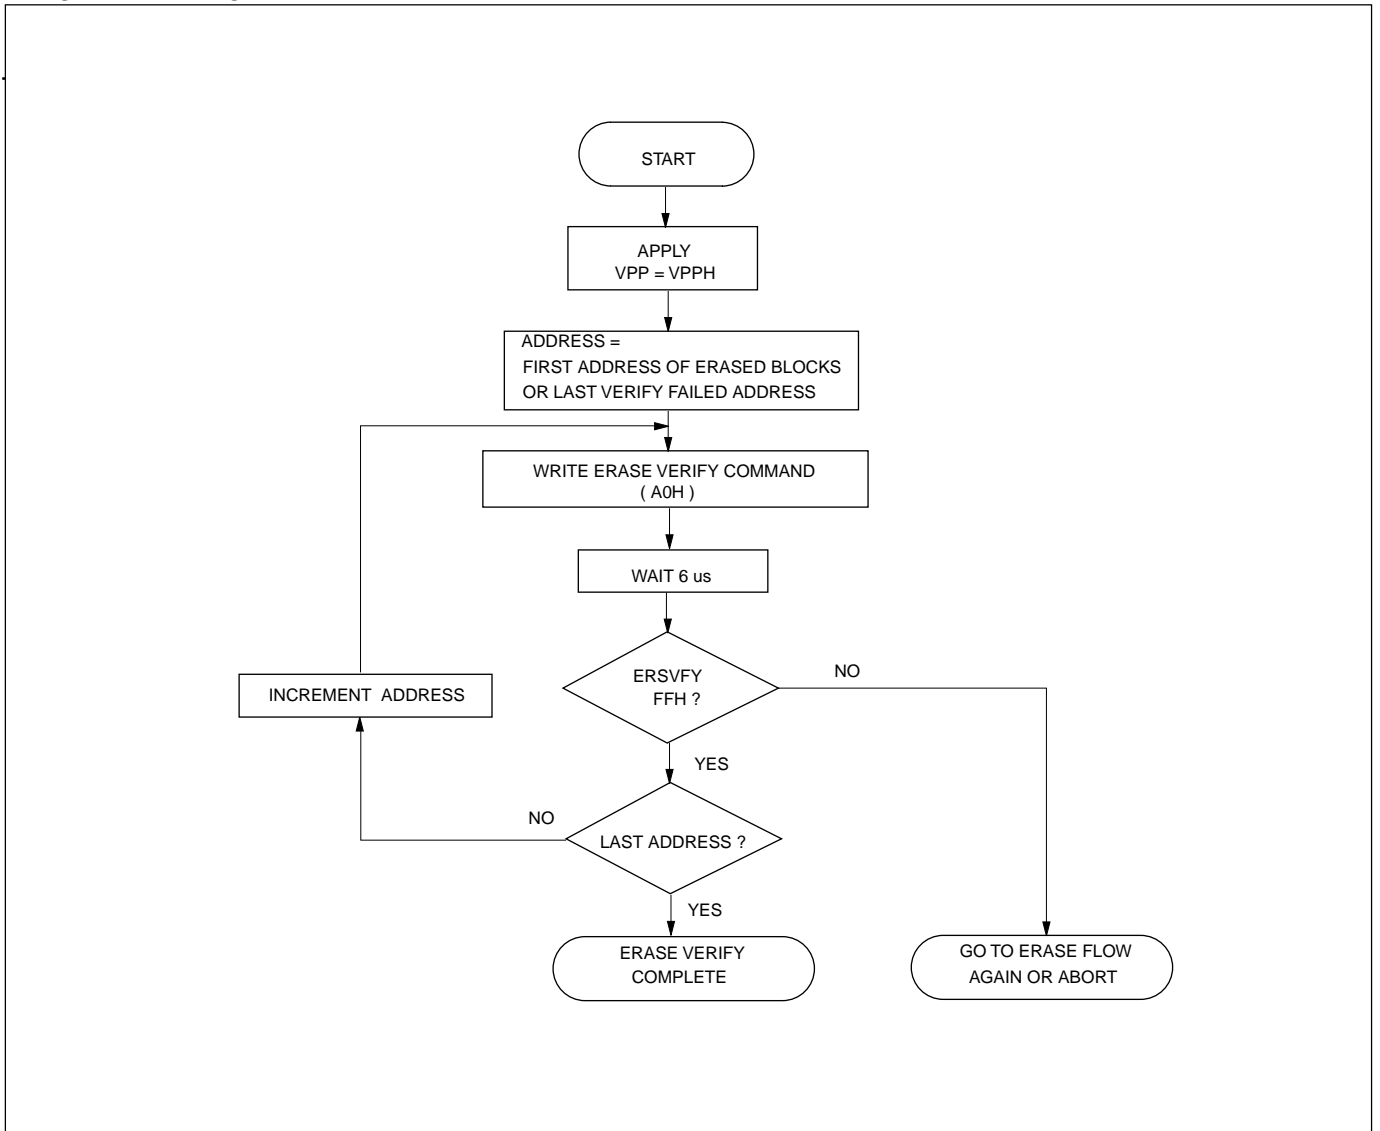 START
APPLY
VPP = VPPH
ADDRESS =
FIRST ADDRESS OF ERASED BLOCKS
OR LAST VERIFY FAILED ADDRESS
WRITE ERASE VERIFY COMMAND
( A0H )
WAIT 6 us
ERSVFY
FFH ?
NO
INCREMENT ADDRESS
YES
NO
LAST ADDRESS ?
YES
ERASE VERIFY
COMPLETE
GO TO ERASE FLOW
AGAIN OR ABORT